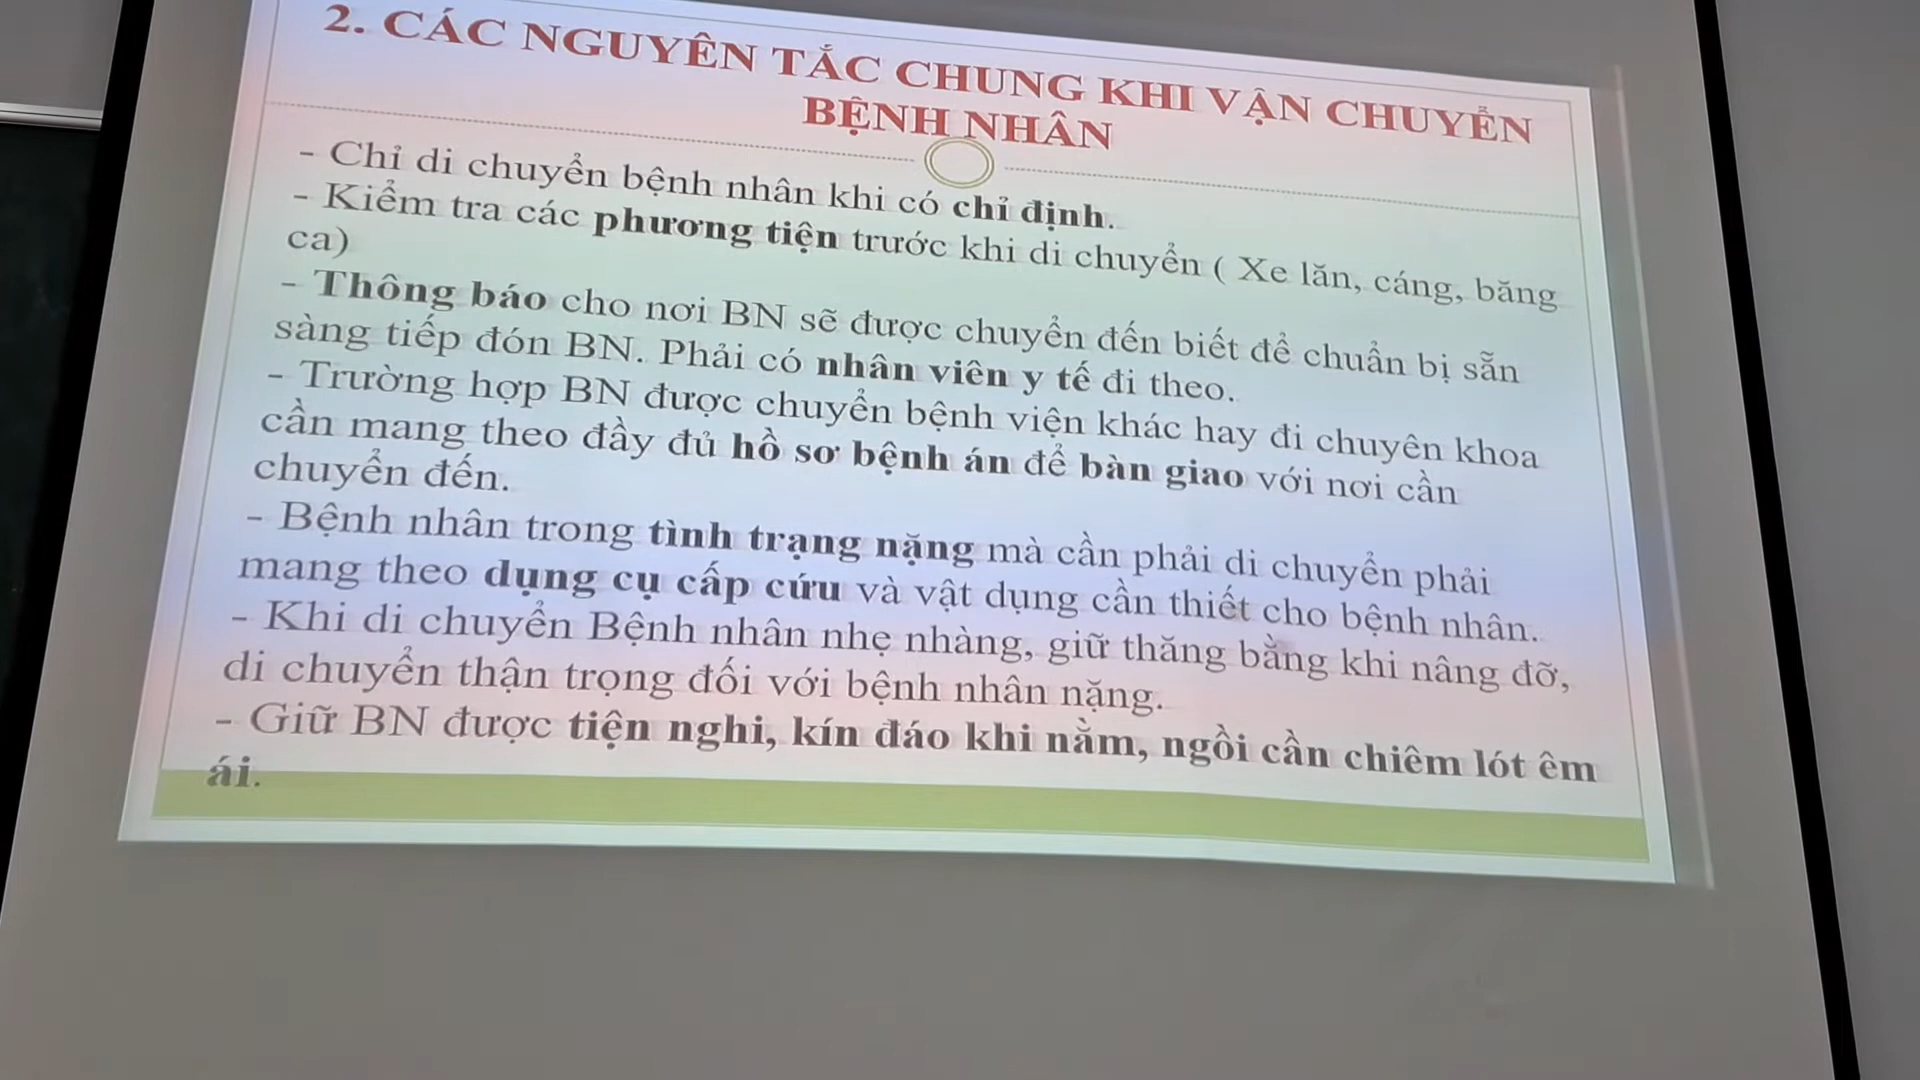 2. CÁC NGUYÊN TẮC CHUNG KHI VẬN CHUYỂN
BỆNH NHÂN
- Chỉ di chuyển bệnh nhân khi có chỉ định.
- Kiểm tra các phương tiện trước khi di chuyển ( Xe lăn, cáng, băng
ca)
- Thông báo cho nơi BN sẽ được chuyển đến biết để chuẩn bị sẵn
sàng tiếp đón BN. Phải có nhân viên y tế đi theo.
- Trường hợp BN được chuyển bệnh viện khác hay đi chuyên khoa
cần mang theo đầy đủ hồ sơ bệnh án để bàn giao với nơi cần
chuyển đến.
- Bệnh nhân trong tình trạng nặng mà cần phải di chuyển phải
mang theo dụng cụ cấp cứu và vật dụng cần thiết cho bệnh nhân.
- Khi di chuyển Bệnh nhân nhẹ nhàng, giữ thăng bằng khi nâng đỡ,
di chuyển thận trọng đối với bệnh nhân nặng.
- Giữ BN được tiện nghi, kín đáo khi nằm, ngồi cần chiêm lót êm
ái.